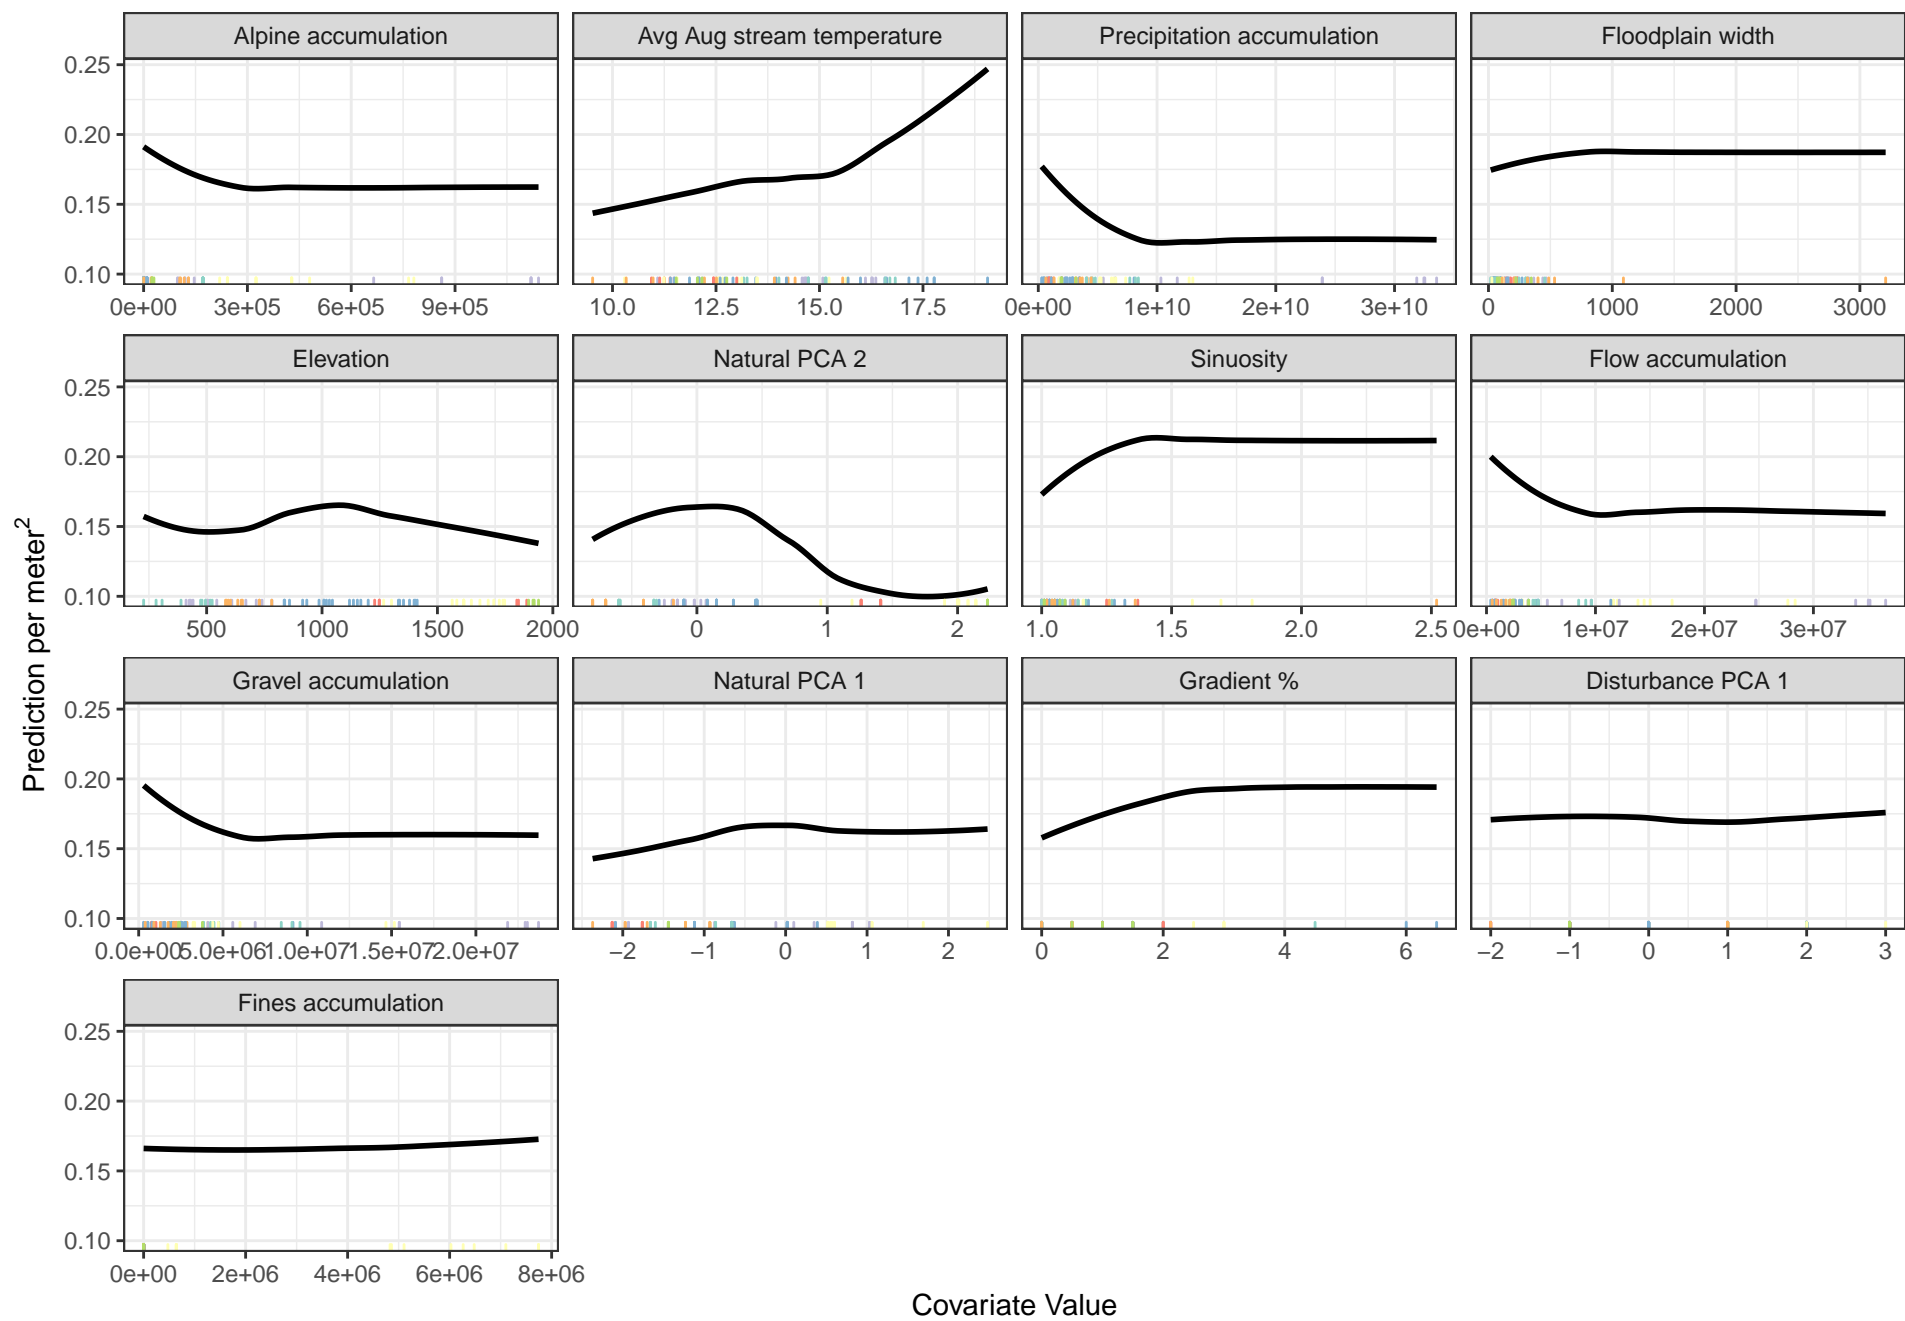 Alpine accumulation Avg Aug stream temperature Precipitation accumulation Floodplain width
0.25
0.20
0.15
0.10
0e+00 3e+05 6e+05 9e+05 10.0 12.5 15.0 17.5 0e+00 1e+10 2e+10 3e+10 0 1000 2000 3000
Elevation Natural PCA 2 Sinuosity Flow accumulation
0.25
0.20
0.15
0.10
500 1000 1500 2000 0 1 2 1.0 1.5 2.0 2.5 0e+00 1e+07 2e+07 3e+07
Gravel accumulation Natural PCA 1 Gradient % Disturbance PCA 1
0.25
0.20
0.15
0.10
0.0e+00 5.0e+06 1.0e+07 1.5e+07 2.0e+07 −2 −1 0 1 2 0 2 4 6 −2 −1 0 1 2 3
Fines accumulation
0.25
0.20
0.15
0.10
0e+00 2e+06 4e+06 6e+06 8e+06
Prediction per meter²
Covariate Value